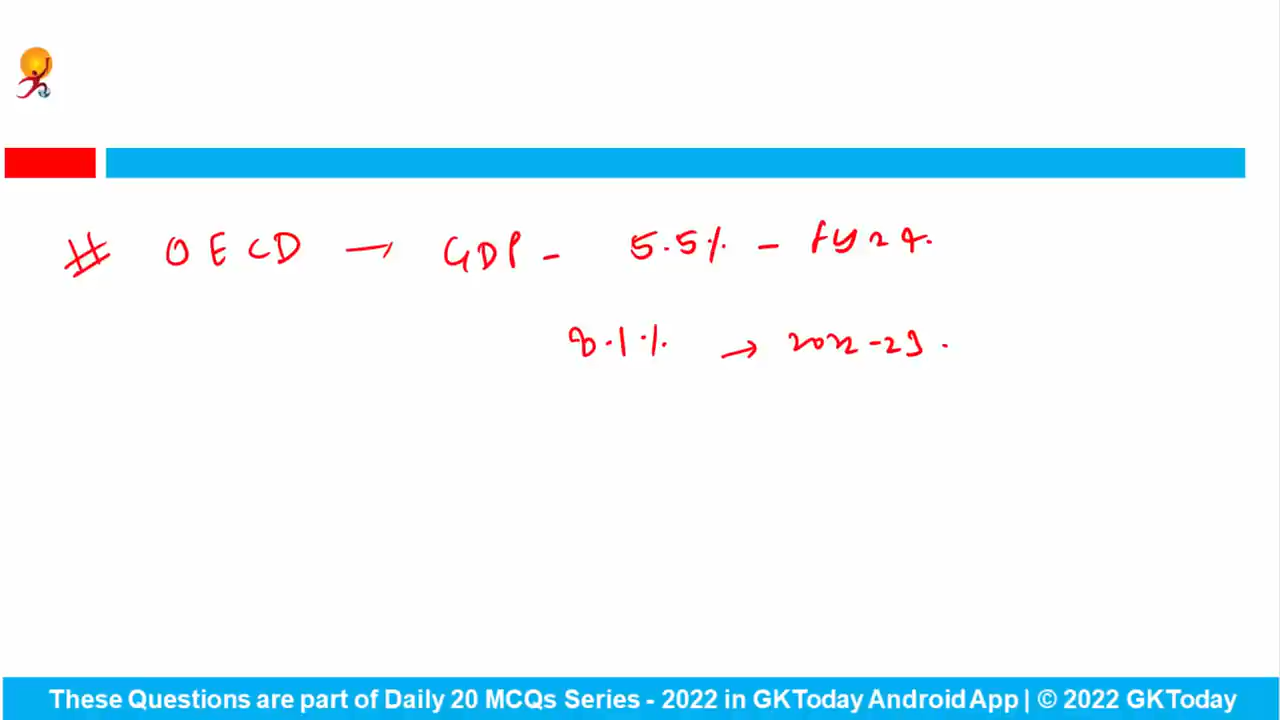 # OECD → GDP - 5.5% - FY24.
8.1% → 2022-23.
These Questions are part of Daily 20 MCQs Series - 2022 in GKToday Android App | © 2022 GKToday